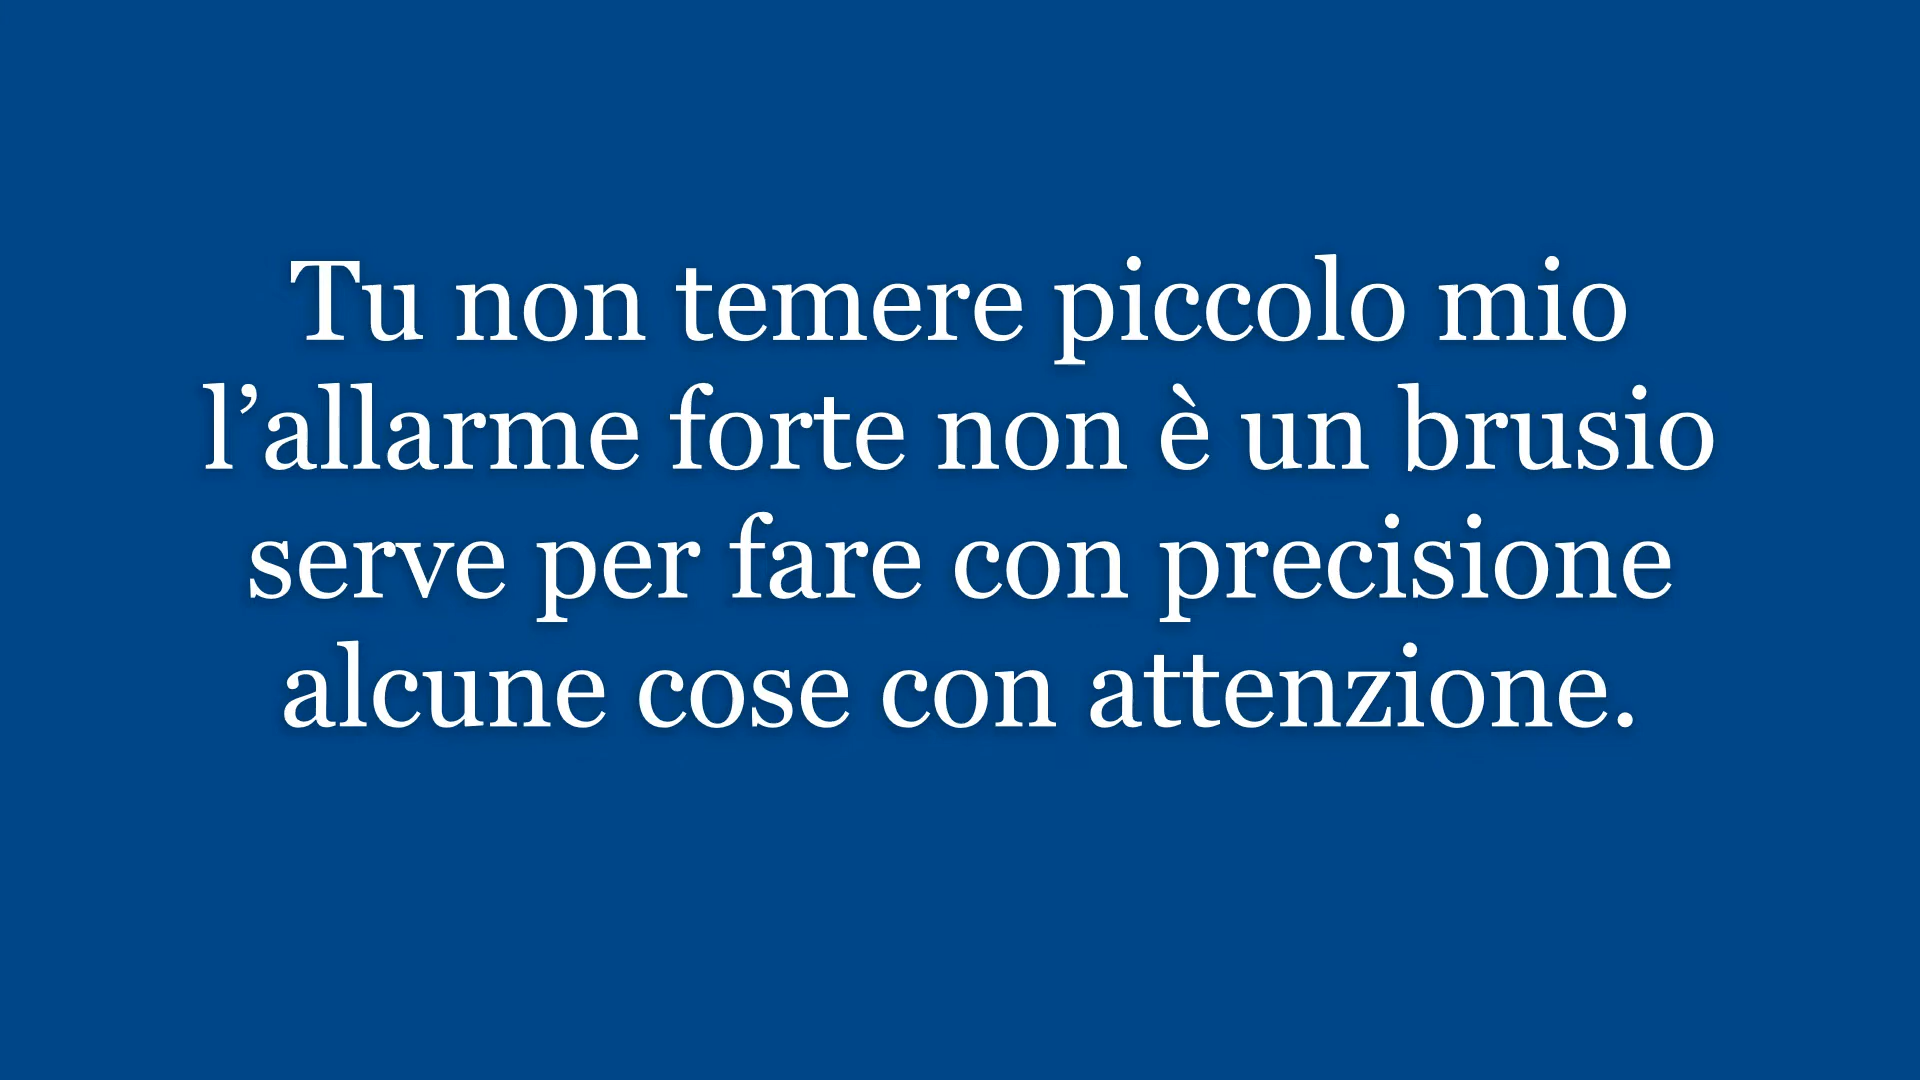 Tu non temere piccolo mio
l’allarme forte non è un brusio
serve per fare con precisione
alcune cose con attenzione.